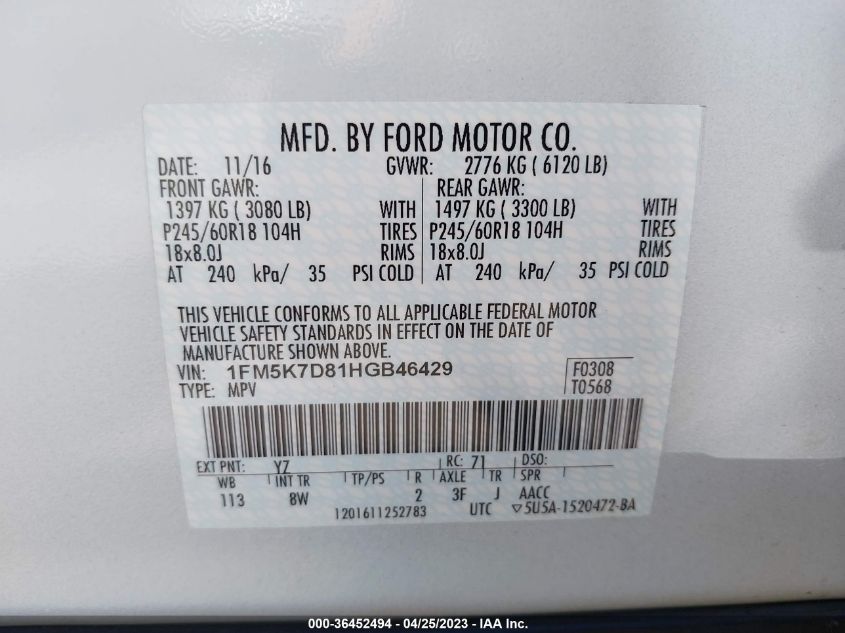 MFD. BY FORD MOTOR CO.
DATE: 11/16 GVWR: 2776 KG ( 6120 LB)
FRONT GAWR: REAR GAWR:
1397 KG ( 3080 LB) WITH 1497 KG ( 3300 LB) WITH
P245/60R18 104H TIRES P245/60R18 104H TIRES
18x8.0J RIMS 18x8.0J RIMS
AT 240 kPa/ 35 PSI COLD AT 240 kPa/ 35 PSI COLD
THIS VEHICLE CONFORMS TO ALL APPLICABLE FEDERAL MOTOR
VEHICLE SAFETY STANDARDS IN EFFECT ON THE DATE OF
MANUFACTURE SHOWN ABOVE.
VIN: 1FM5K7D81HGB46429 F0308
TYPE: MPV T0568
EXT PNT: YZ RC: 71 DSO:
WB INT TR TP/PS R AXLE TR SPR
113 8W 2 3F J AACC
1201611252783 UTC ▽5U5A-1520472-BA
000-36452494 - 04/25/2023 - IAA Inc.